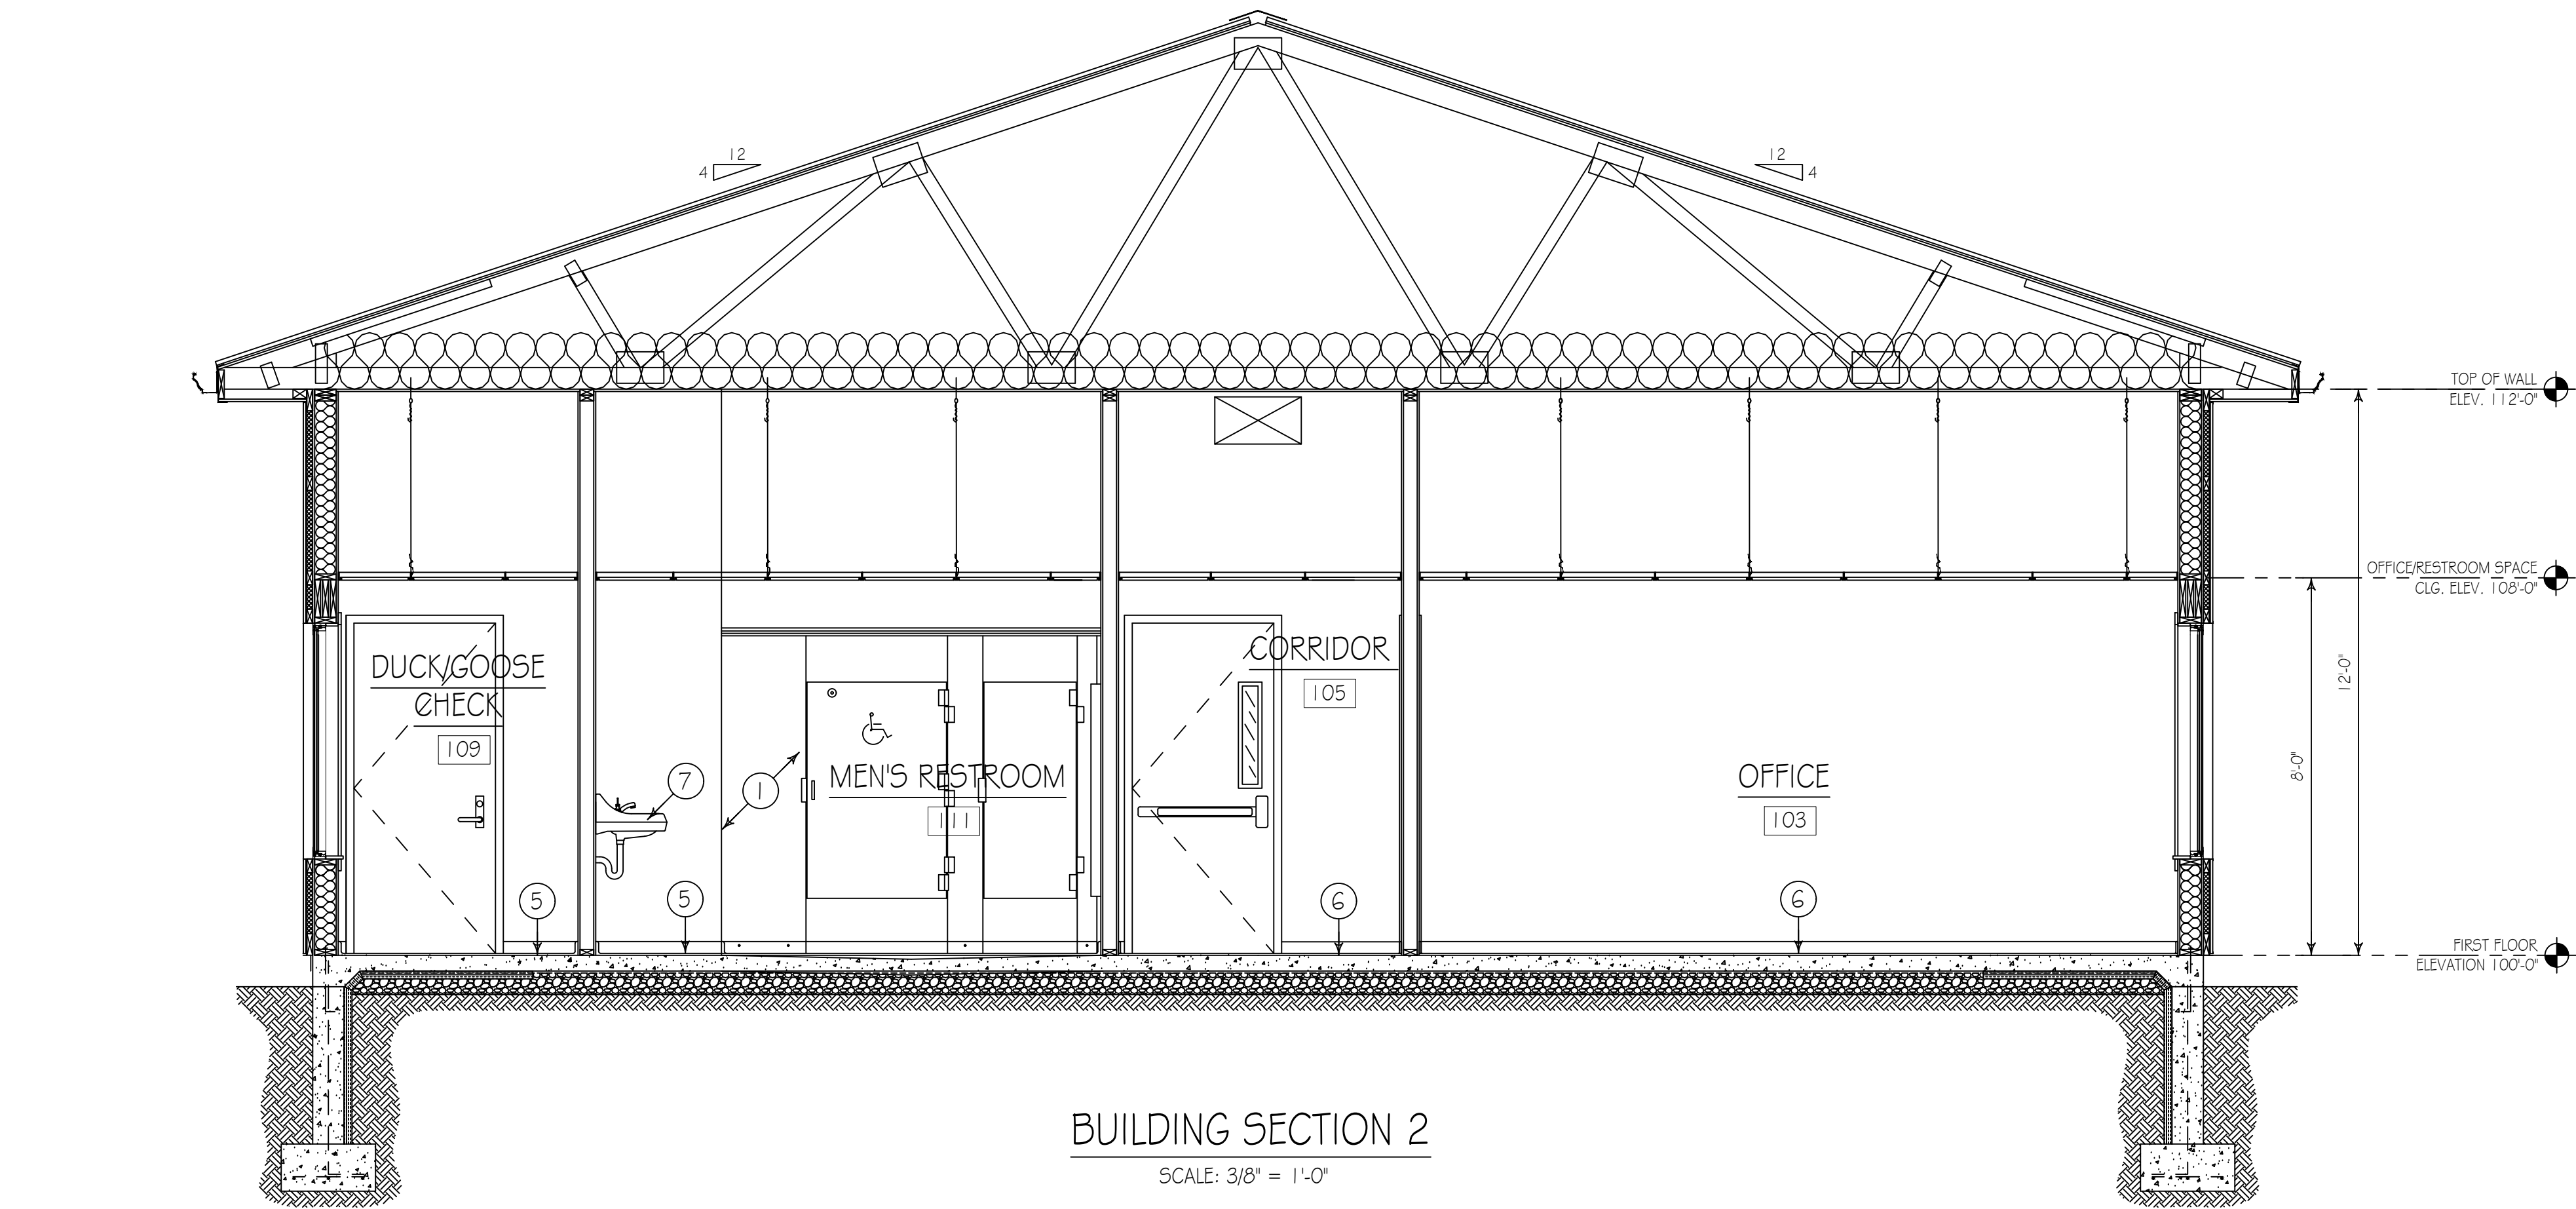 12
4
12
4
TOP OF WALL
ELEV. 112'-0"
OFFICE/RESTROOM SPACE
CLG. ELEV. 108'-0"
12'-0"
8'-0"
DUCK/GOOSE
CHECK
109
CORRIDOR
105
MEN'S RESTROOM
111
OFFICE
103
7
1
5
5
6
6
FIRST FLOOR
ELEVATION 100'-0"
BUILDING SECTION 2
SCALE: 3/8" = 1'-0"